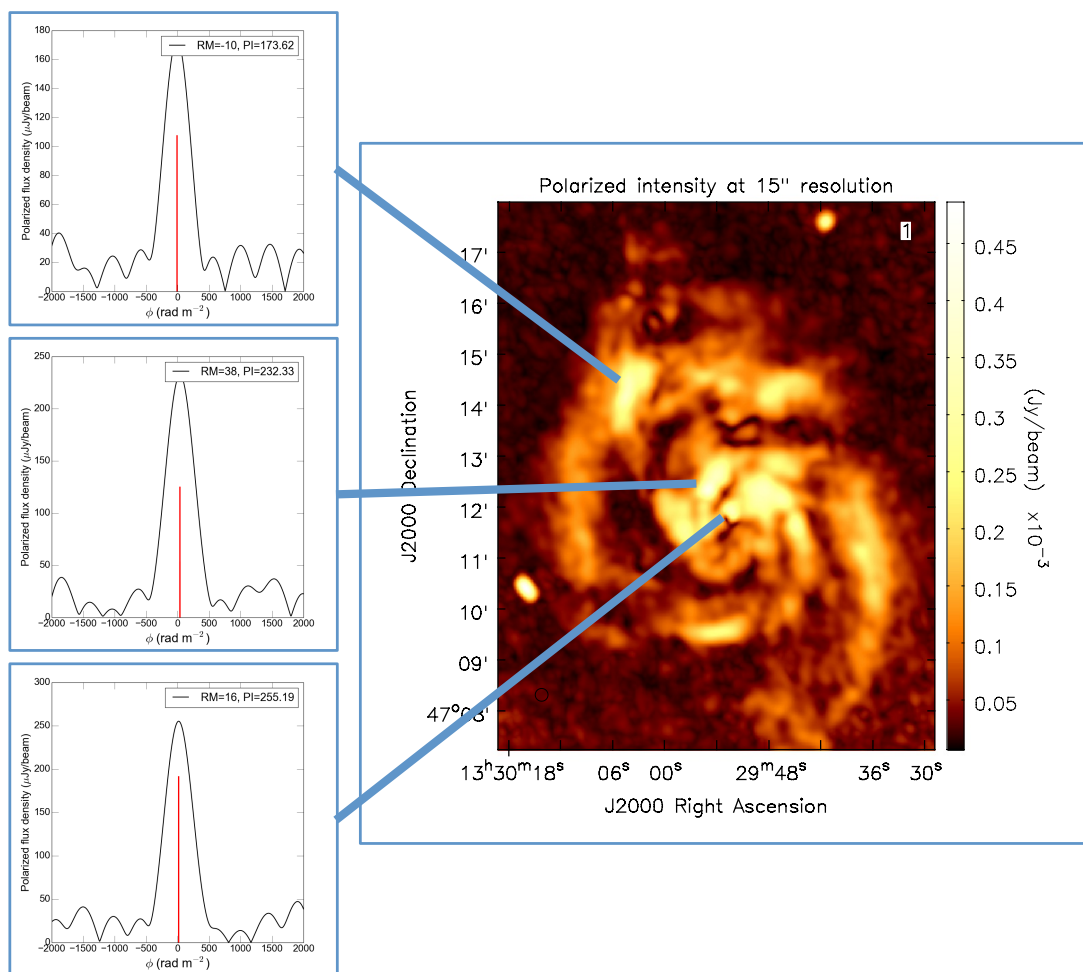 RM=-10, PI=173.62
180
160
140
120
100
80
60
40
20
0
Polarized flux density (μJy/beam)
−2000 −1500 −1000 −500 0 500 1000 1500 2000
ϕ (rad m⁻²)
RM=38, PI=232.33
250
200
150
100
50
0
Polarized flux density (μJy/beam)
−2000 −1500 −1000 −500 0 500 1000 1500 2000
ϕ (rad m⁻²)
RM=16, PI=255.19
300
250
200
150
100
50
0
Polarized flux density (μJy/beam)
−2000 −1500 −1000 −500 0 500 1000 1500 2000
ϕ (rad m⁻²)
Polarized intensity at 15" resolution
1
17'
16'
15'
14'
13'
12'
11'
10'
09'
47°08'
J2000 Declination
13ʰ30ᵐ18ˢ 06ˢ 00ˢ 29ᵐ48ˢ 36ˢ 30ˢ
J2000 Right Ascension
0.45
0.4
0.35
0.3
0.25
0.2
0.15
0.1
0.05
(Jy/beam) x10⁻³